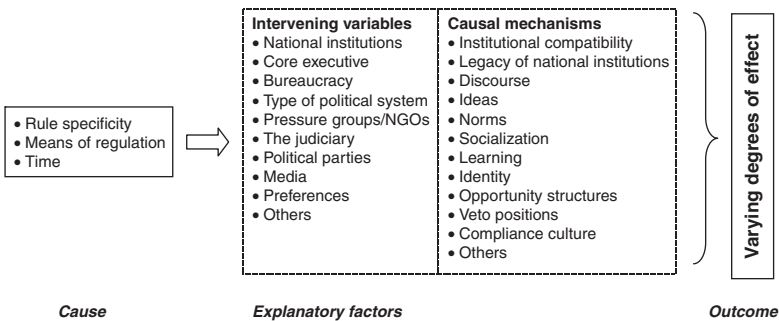 • Rule specificity
• Means of regulation
• Time
Intervening variables
• National institutions
• Core executive
• Bureaucracy
• Type of political system
• Pressure groups/NGOs
• The judiciary
• Political parties
• Media
• Preferences
• Others
Causal mechanisms
• Institutional compatibility
• Legacy of national institutions
• Discourse
• Ideas
• Norms
• Socialization
• Learning
• Identity
• Opportunity structures
• Veto positions
• Compliance culture
• Others
Varying degrees of effect
Cause
Explanatory factors
Outcome